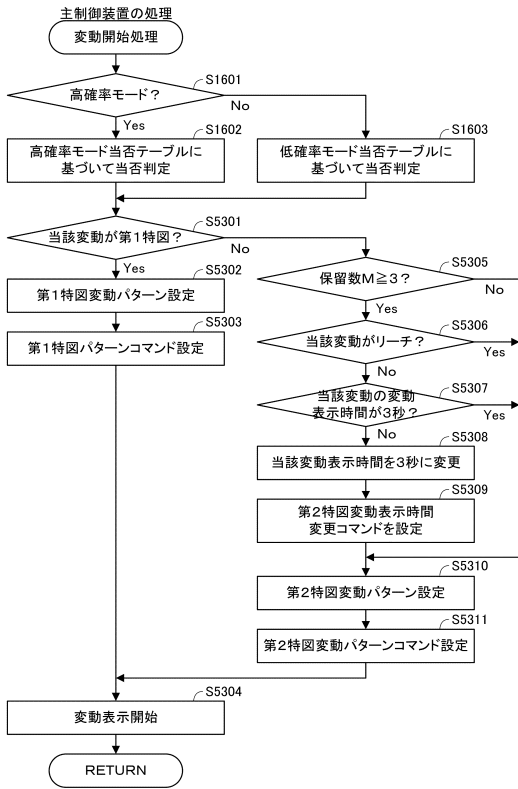 主制御装置の処理
変動開始処理
S1601
高確率モード？
No
Yes
S1602
高確率モード当否テーブルに
基づいて当否判定
S1603
低確率モード当否テーブルに
基づいて当否判定
S5301
当該変動が第１特図？
No
Yes
S5302
第１特図変動パターン設定
S5303
第１特図パターンコマンド設定
S5305
保留数Ｍ≧３？
No
Yes
S5306
当該変動がリーチ？
Yes
No
S5307
当該変動の変動
表示時間が３秒？
Yes
No
S5308
当該変動表示時間を３秒に変更
S5309
第２特図変動表示時間
変更コマンドを設定
S5310
第２特図変動パターン設定
S5311
第２特図変動パターンコマンド設定
S5304
変動表示開始
RETURN